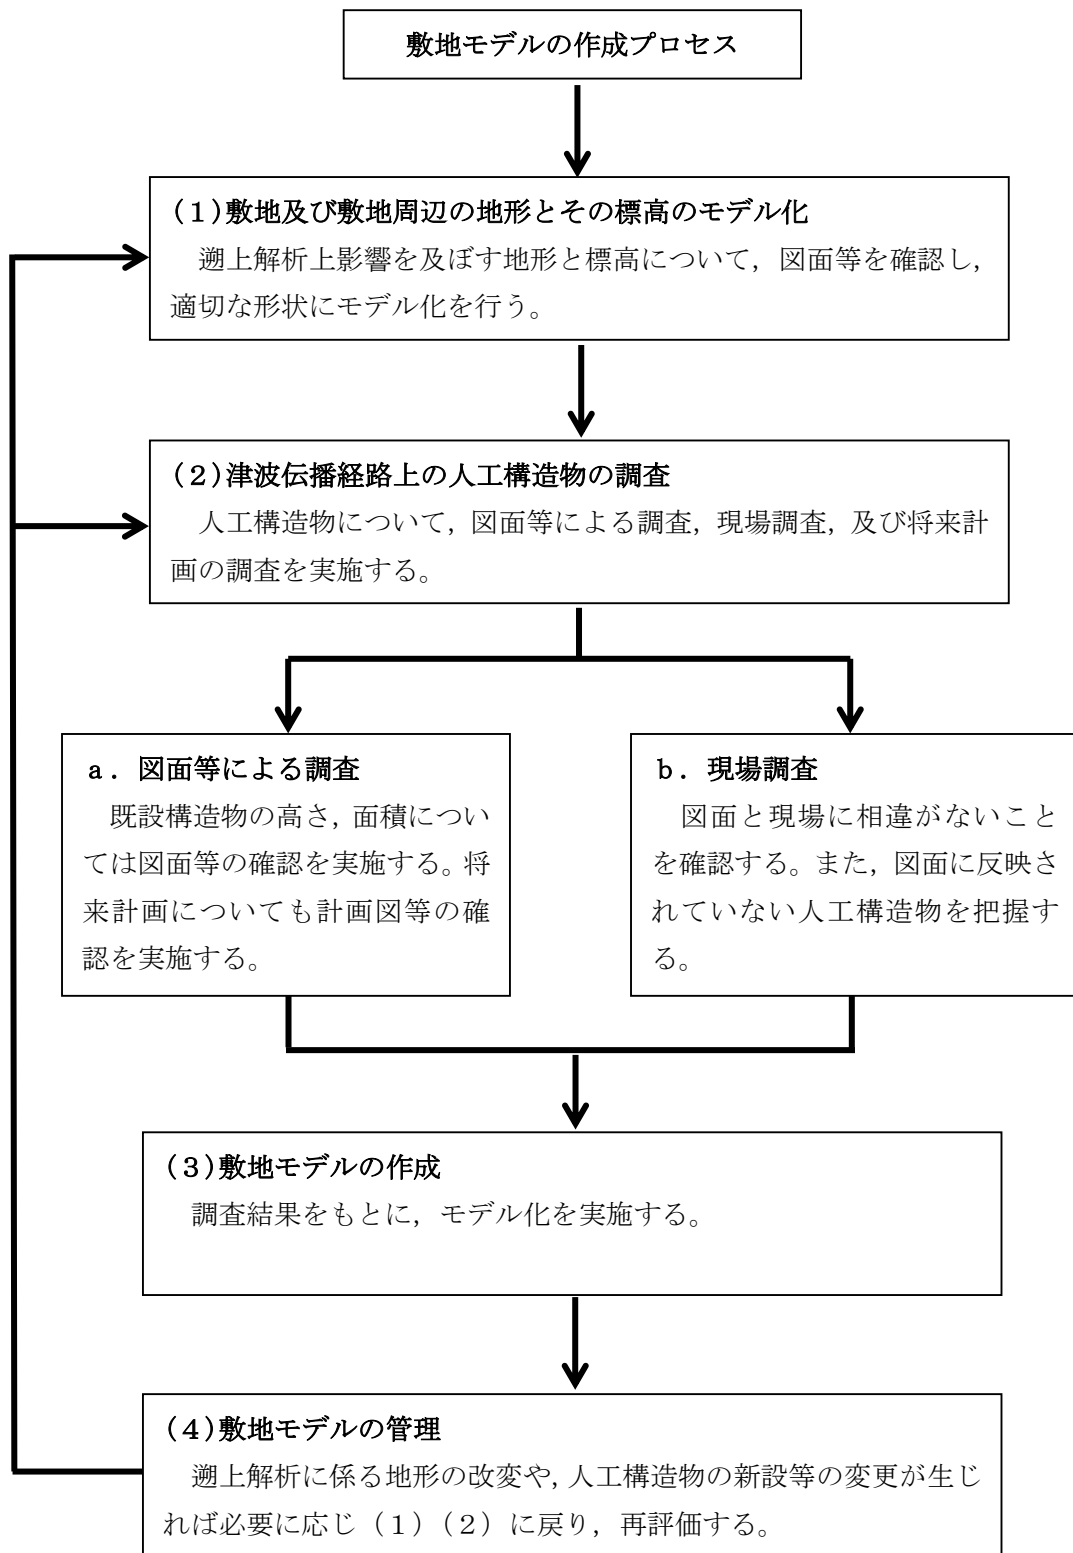 敷地モデルの作成プロセス
(1)敷地及び敷地周辺の地形とその標高のモデル化
遡上解析上影響を及ぼす地形と標高について，図面等を確認し，
適切な形状にモデル化を行う。
(2)津波伝播経路上の人工構造物の調査
人工構造物について，図面等による調査，現場調査，及び将来計
画の調査を実施する。
a．図面等による調査
既設構造物の高さ，面積につい
ては図面等の確認を実施する。将
来計画についても計画図等の確
認を実施する。
b．現場調査
図面と現場に相違がないこと
を確認する。また，図面に反映さ
れていない人工構造物を把握す
る。
(3)敷地モデルの作成
調査結果をもとに，モデル化を実施する。
(4)敷地モデルの管理
遡上解析に係る地形の改変や，人工構造物の新設等の変更が生じ
れば必要に応じ（1）（2）に戻り，再評価する。